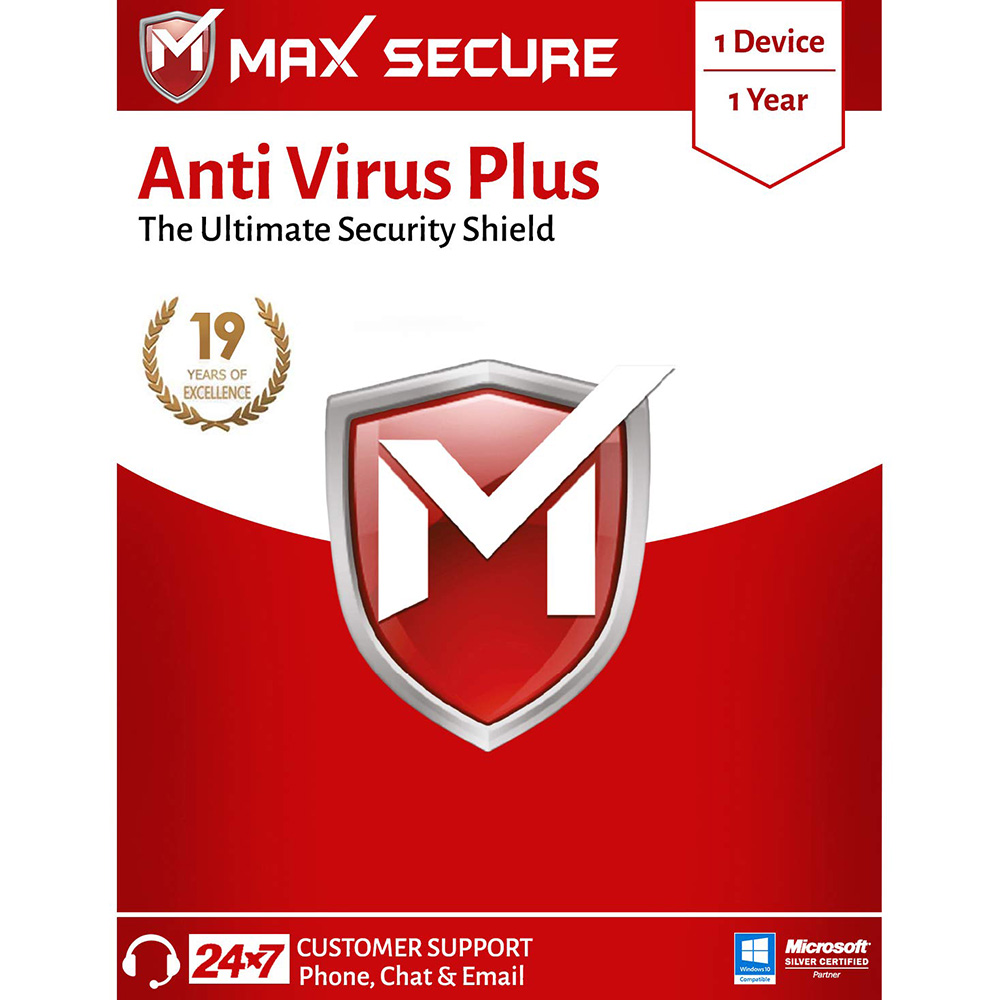 MAX SECURE
1 Device
1 Year
Anti Virus Plus
The Ultimate Security Shield
19
YEARS OF
EXCELLENCE
24x7
CUSTOMER SUPPORT
Phone, Chat & Email
Windows 10
Compatible
Microsoft
SILVER CERTIFIED
Partner